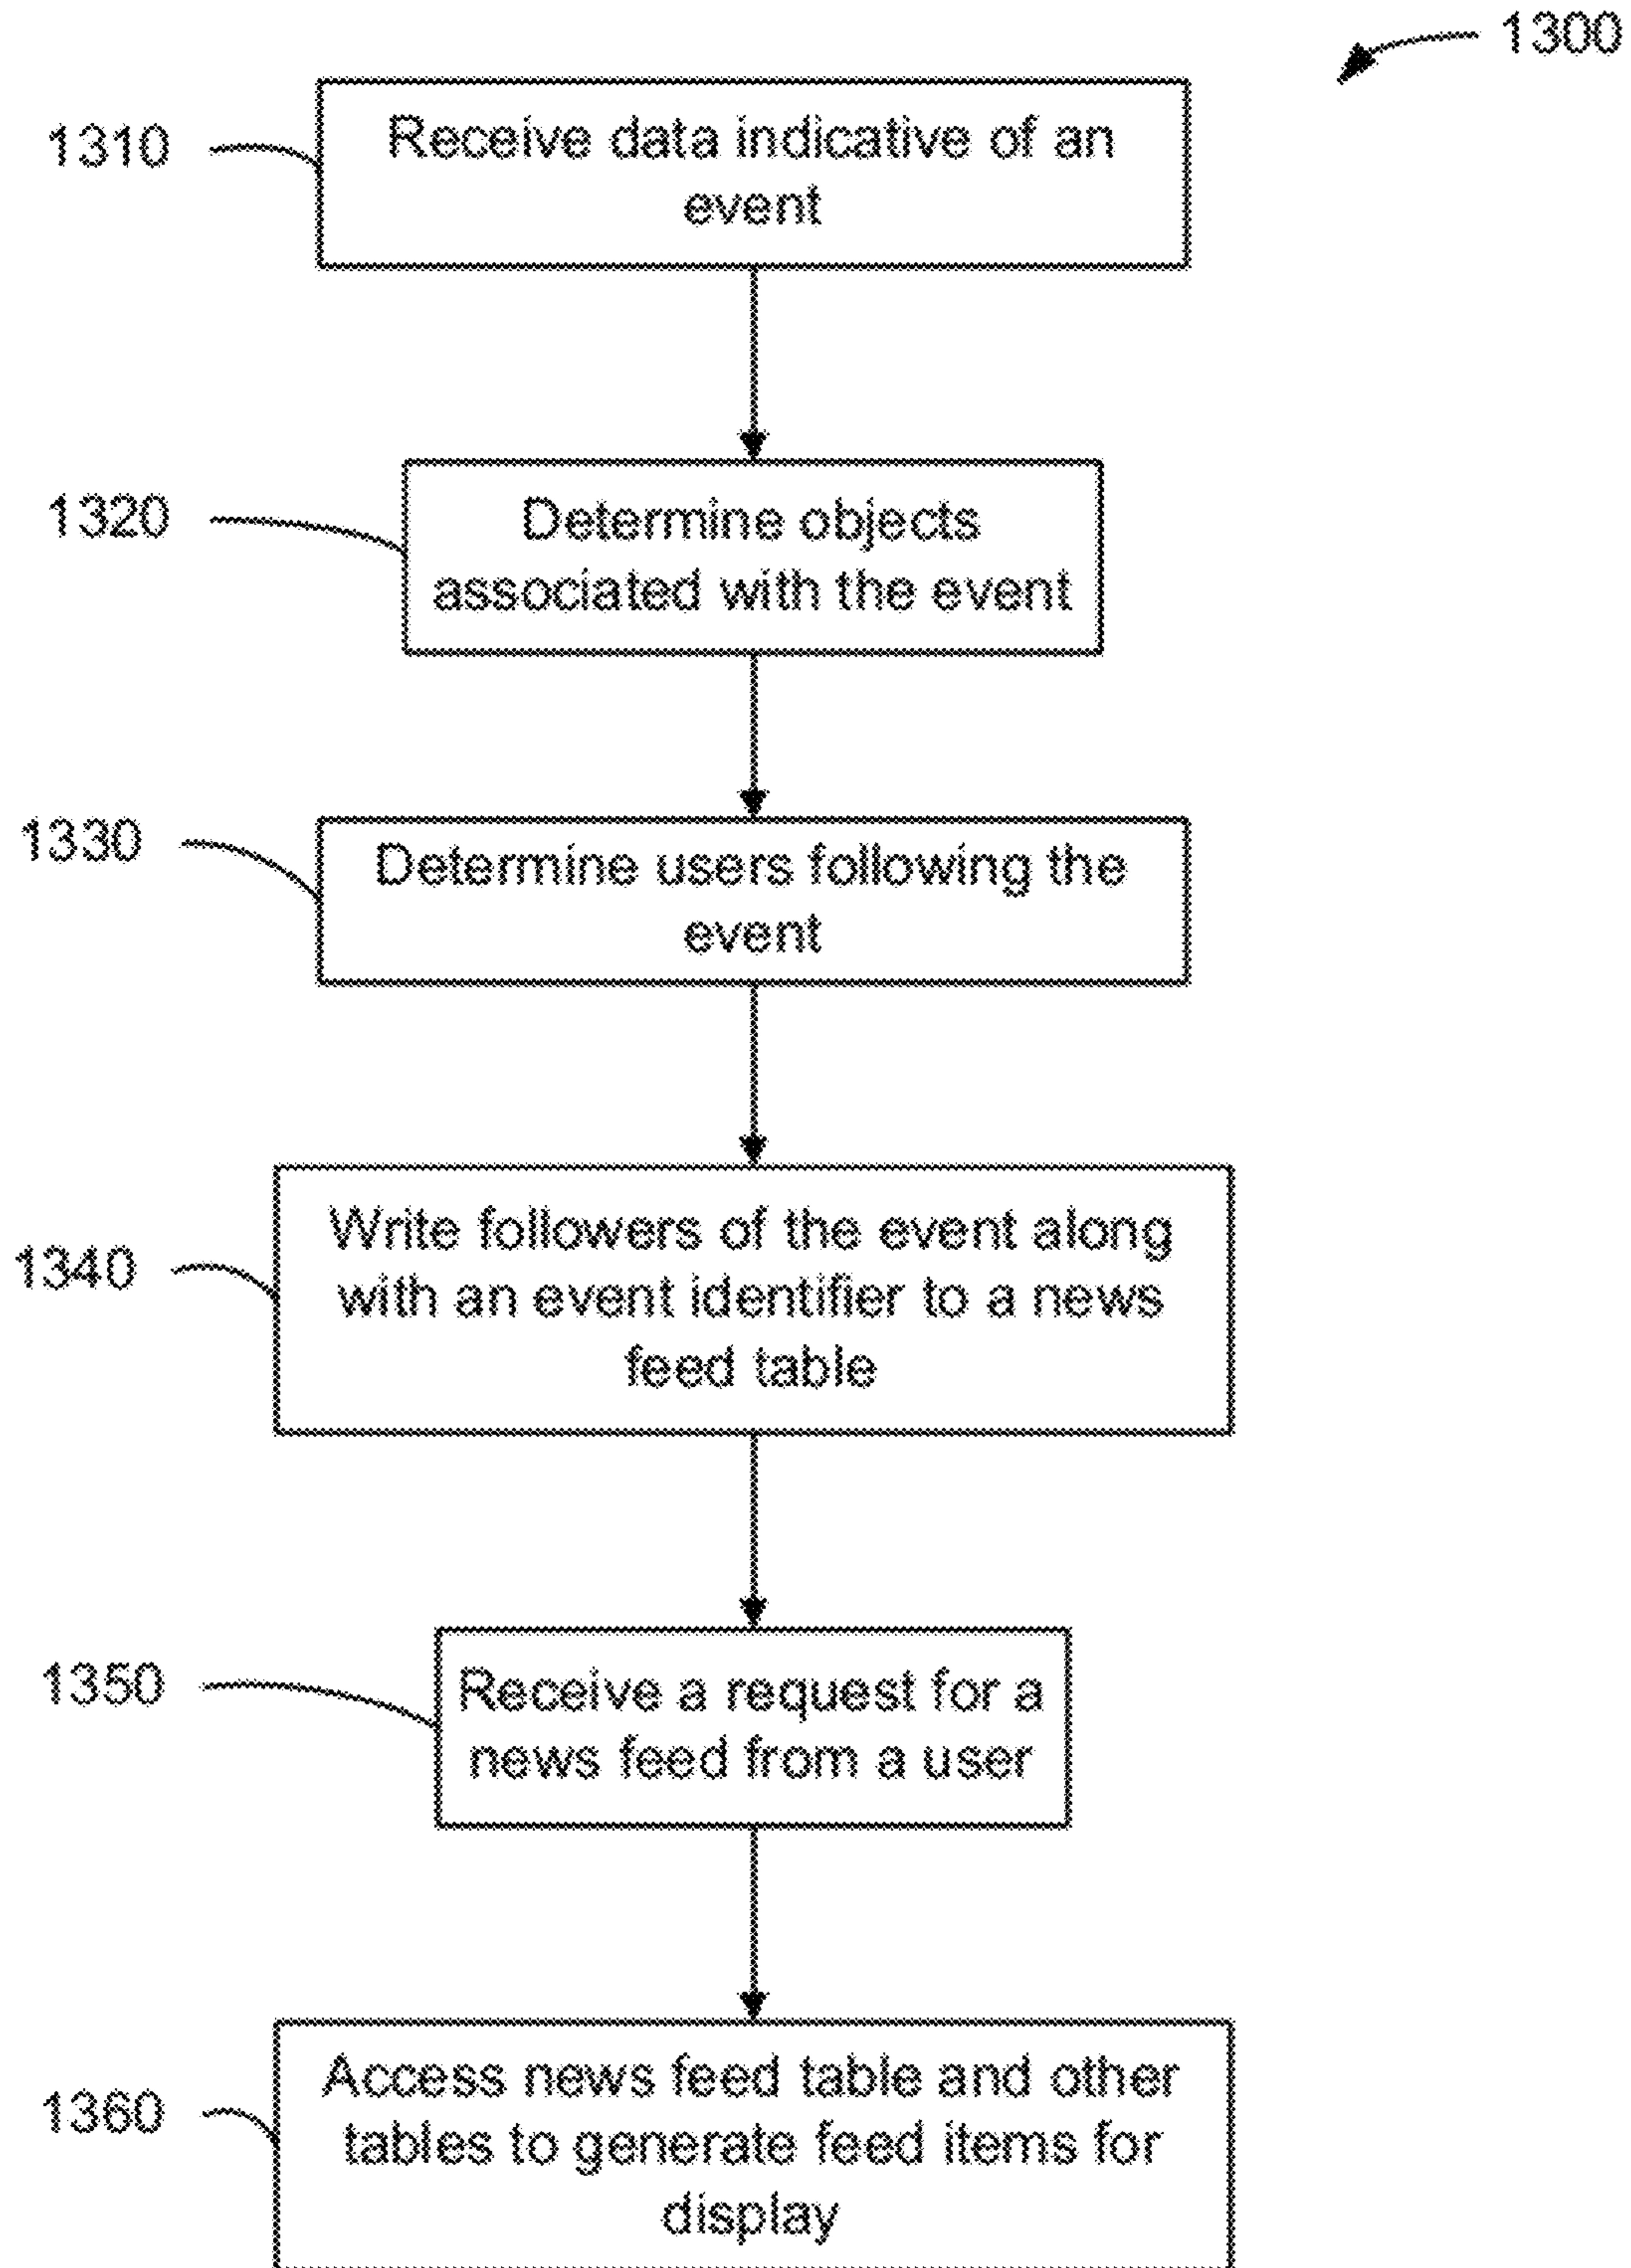 1300
1310
Receive data indicative of an
event
1320
Determine objects
associated with the event
1330
Determine users following the
event
1340
Write followers of the event along
with an event identifier to a news
feed table
1350
Receive a request for a
news feed from a user
1360
Access news feed table and other
tables to generate feed items for
display